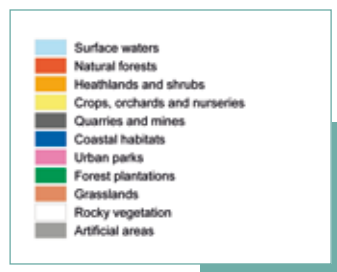 Surface waters
Natural forests
Heathlands and shrubs
Crops, orchards and nurseries
Quarries and mines
Coastal habitats
Urban parks
Forest plantations
Grasslands
Rocky vegetation
Artificial areas